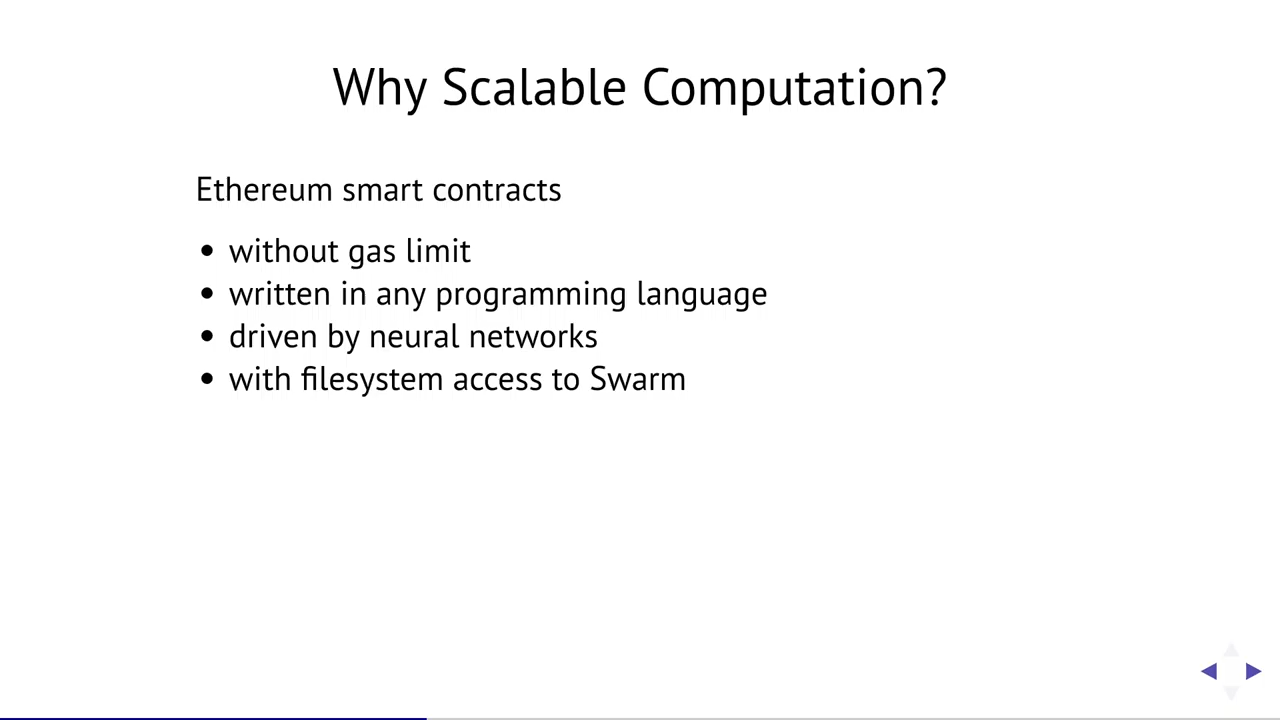 Why Scalable Computation?
Ethereum smart contracts
• without gas limit
• written in any programming language
• driven by neural networks
• with filesystem access to Swarm